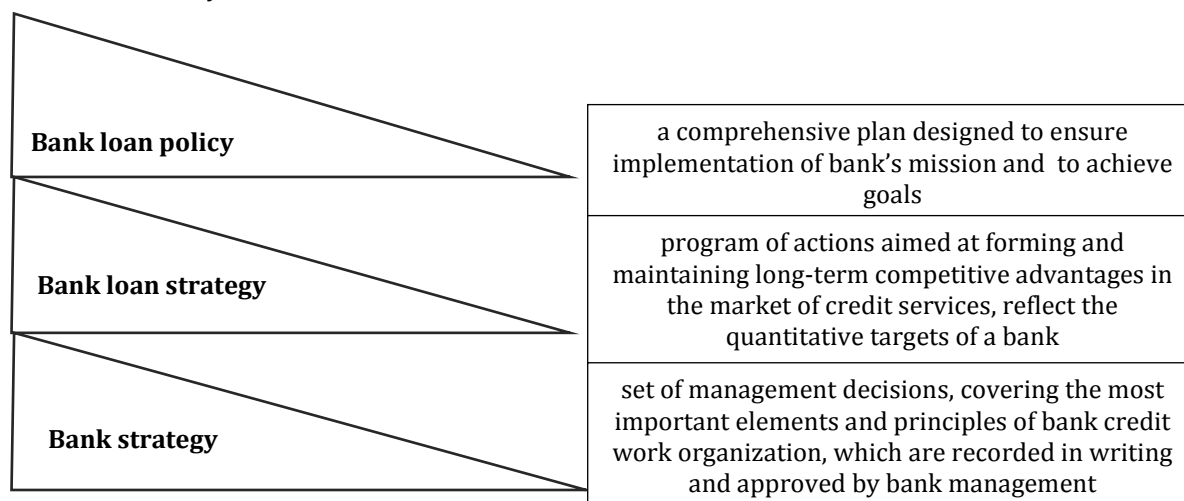 Bank loan policy
a comprehensive plan designed to ensure
implementation of bank's mission and to achieve
goals
Bank loan strategy
program of actions aimed at forming and
maintaining long-term competitive advantages in
the market of credit services, reflect the
quantitative targets of a bank
Bank strategy
set of management decisions, covering the most
important elements and principles of bank credit
work organization, which are recorded in writing
and approved by bank management